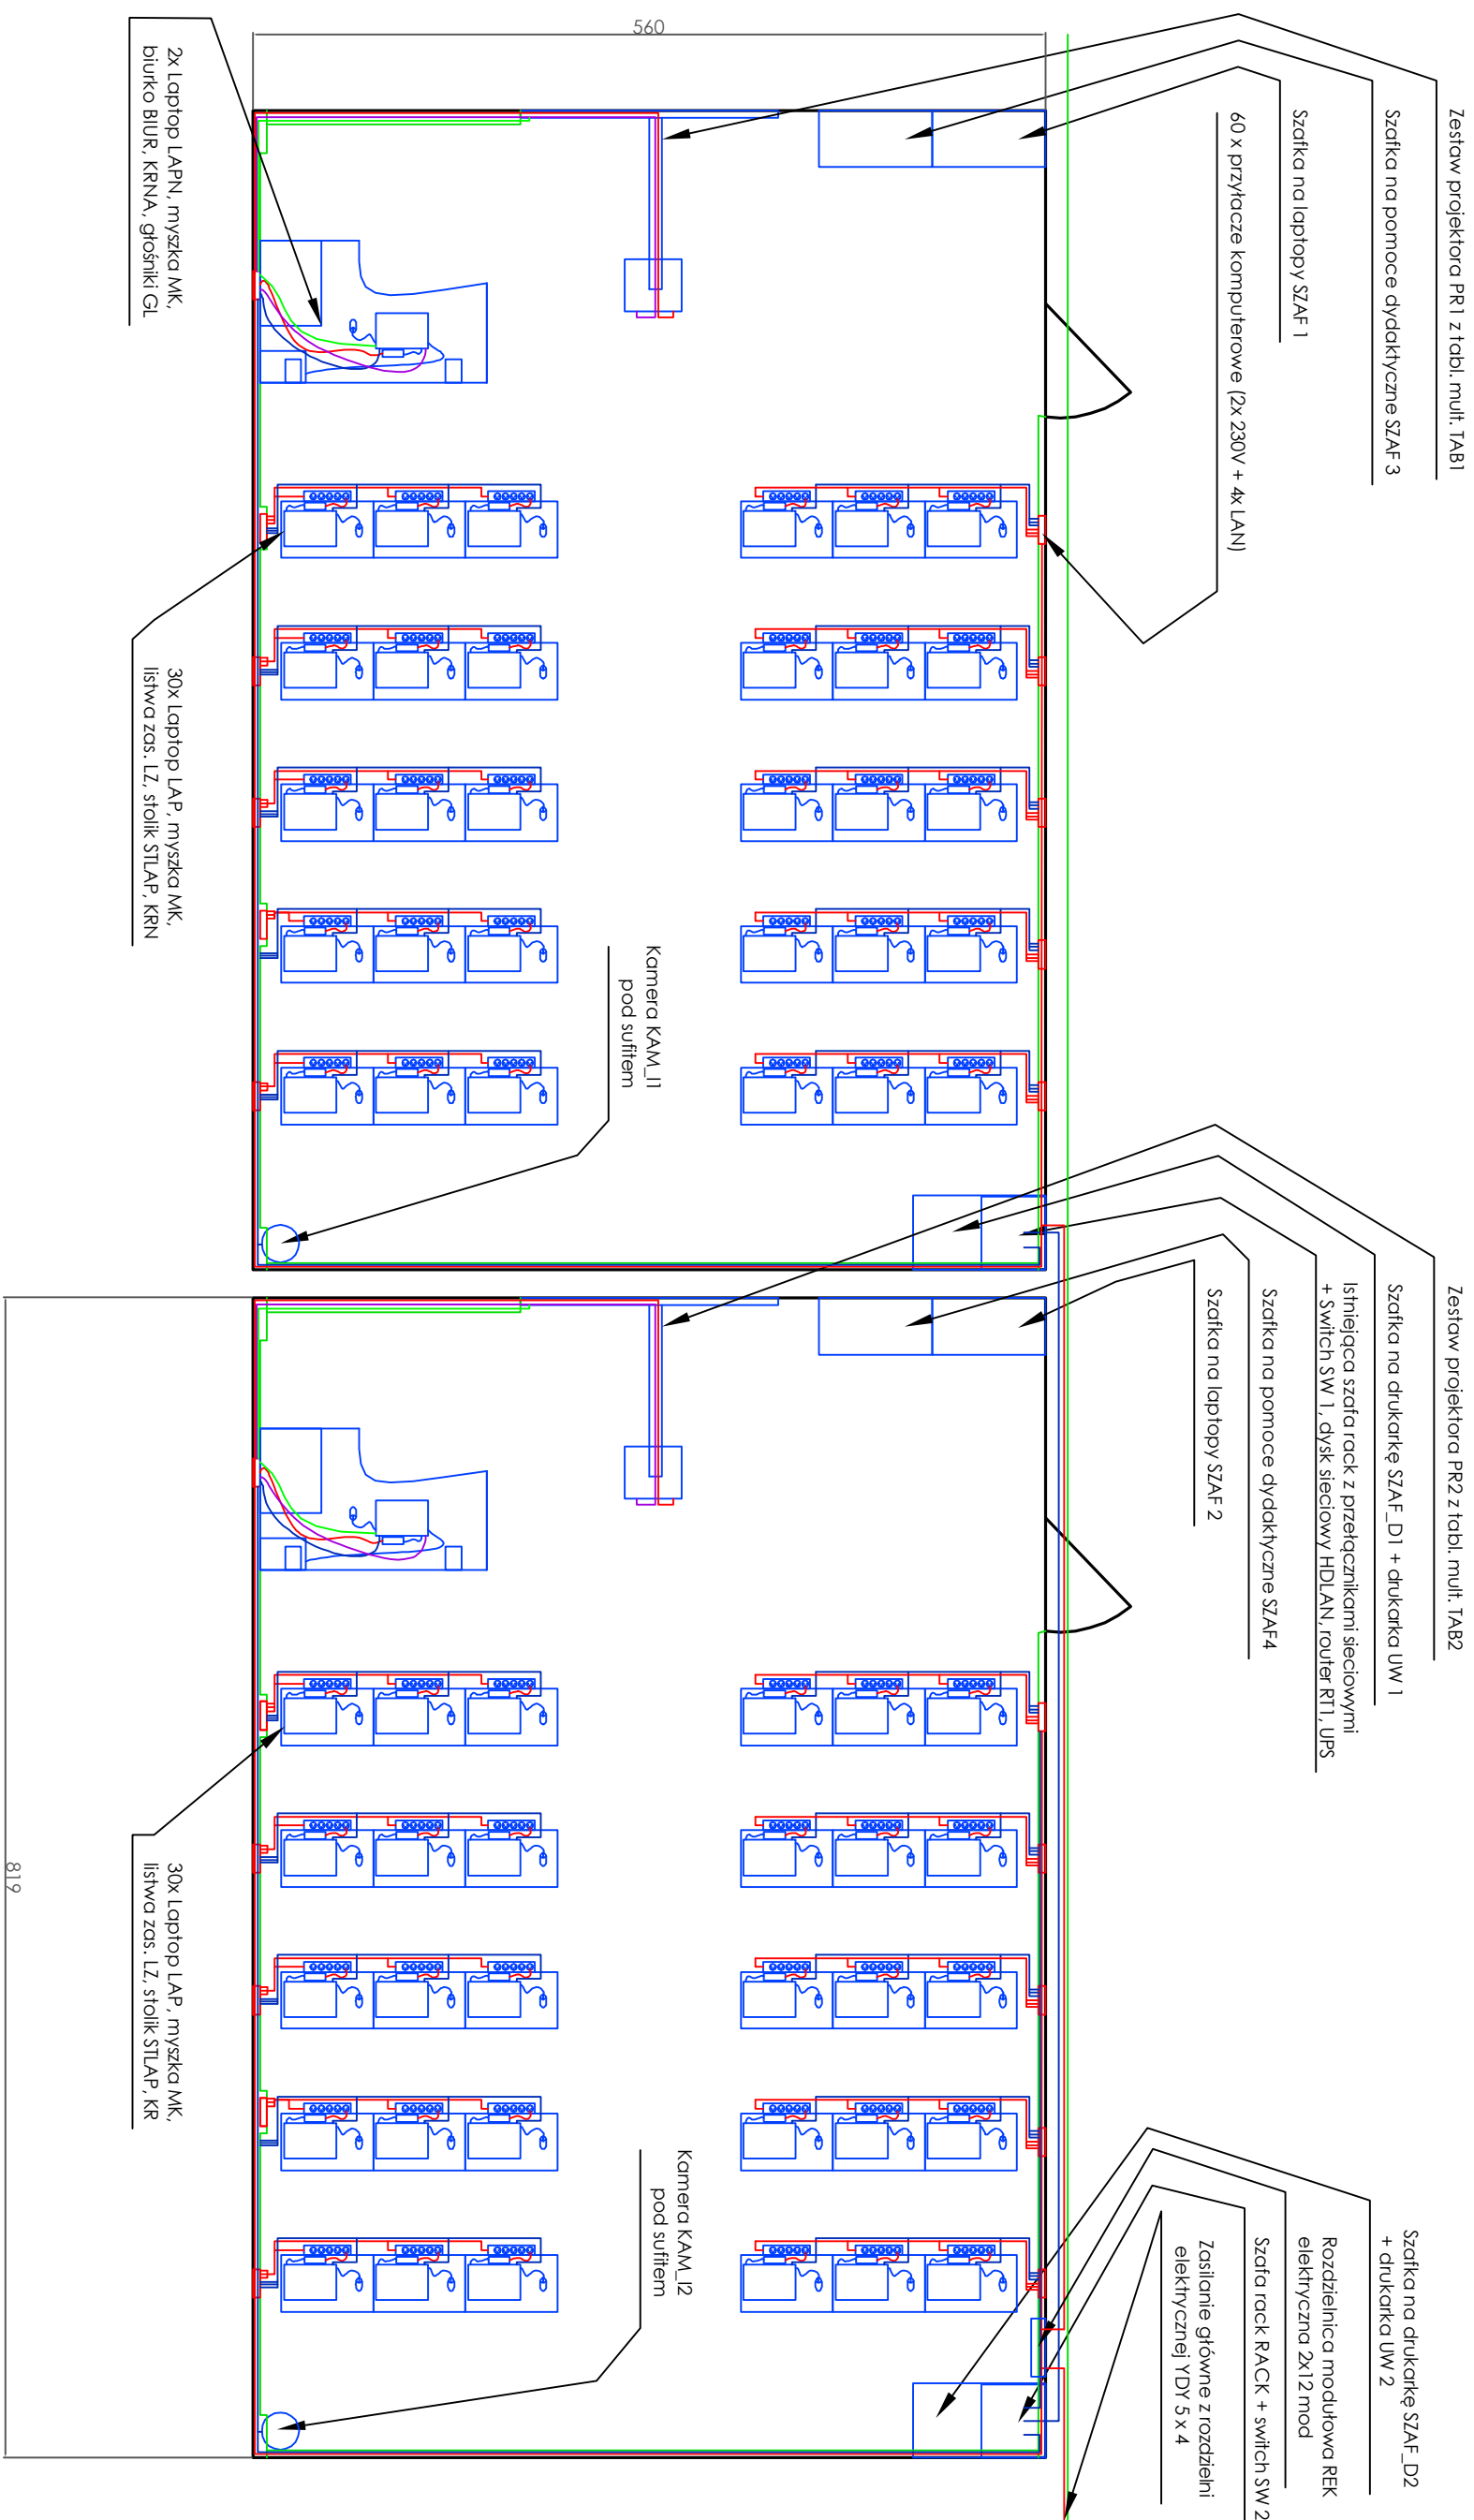 560
Zestaw projektora PR1 z tabl. mult. TAB1
Szafka na pomoce dydaktyczne SZAF 3
Szafka na laptopy SZAF 1
60 x przyłacze komputerowe (2x 230V + 4x LAN)
2x Laptop LAPN, myszka MK,
biurko BIUR, KRNA, głośniki GL
30x Laptop LAP, myszka MK,
listwa zas. LZ, stolik STLAP, KRN
Kamera KAM_I1
pod sufitem
Zestaw projektora PR2 z tabl. mult. TAB2
Szafka na drukarkę SZAF_D1 + drukarka UW 1
Istniejąca szafa rack z przełącznikami sieciowymi
+ Switch SW 1, dysk sieciowy HDLAN, router RT1, UPS
Szafka na pomoce dydaktyczne SZAF4
Szafka na laptopy SZAF 2
30x Laptop LAP, myszka MK,
listwa zas. LZ, stolik STLAP, KR
Kamera KAM_I2
pod sufitem
Szafka na drukarkę SZAF_D2
+ drukarka UW 2
Rozdzielnica modułowa REK
elektryczna 2x12 mod
Szafa rack RACK + switch SW 2
Zasilanie główne z rozdzielni
elektrycznej YDY 5 x 4
819